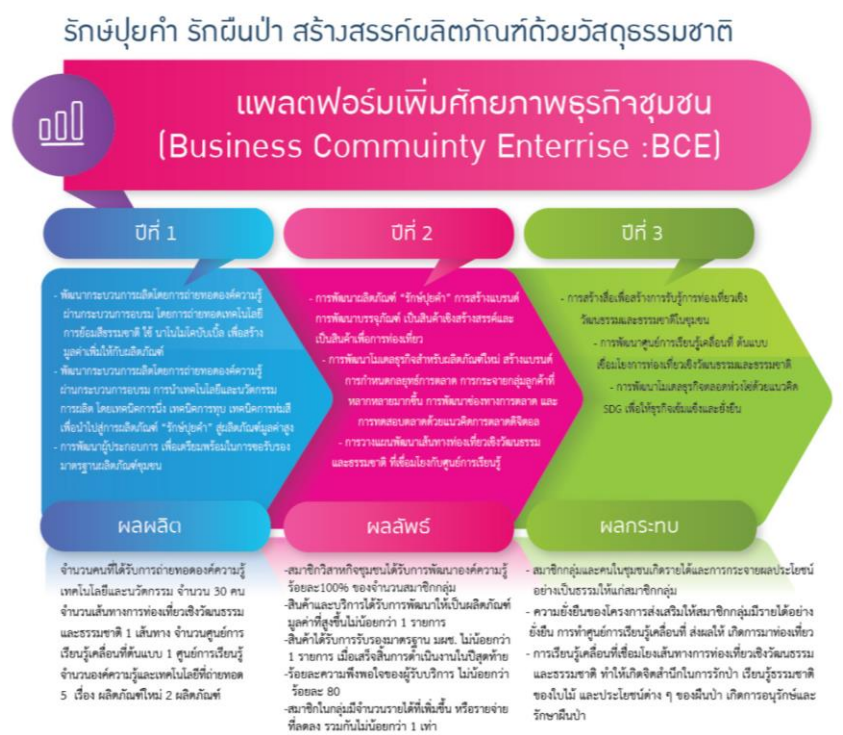 รักษ์ปุยคำ รักผืนป่า สร้างสรรค์ผลิตภัณฑ์ด้วยวัสดุธรรมชาติ
แพลตฟอร์มเพิ่มศักยภาพธุรกิจชุมชน
(Business Commuinty Enterrise :BCE)
ปีที่ 1
- พัฒนากระบวนการผลิตโดยการถ่ายทอดองค์ความรู้
ผ่านกระบวนการอบรม โดยการถ่ายทอดเทคโนโลยี
การย้อมสีธรรมชาติ ใช้ นาโนไมโคบับเบิ้ล เพื่อสร้าง
มูลค่าเพิ่มให้กับผลิตภัณฑ์
- พัฒนากระบวนการผลิตโดยการถ่ายทอดองค์ความรู้
ผ่านกระบวนการอบรม การนำเทคโนโลยีและนวัตกรรม
การผลิต โดยเทคนิคการนึ่ง เทคนิคการทุบ เทคนิคการห่มสี
เพื่อนำไปสู่การผลิตภัณฑ์ "รักษ์ปุยคำ" สู่ผลิตภัณฑ์มูลค่าสูง
- การพัฒนาผู้ประกอบการ เพื่อเตรียมพร้อมในการขอรับรอง
มาตรฐานผลิตภัณฑ์ชุมชน
ปีที่ 2
- การพัฒนาผลิตภัณฑ์ "รักษ์ปุยคำ" การสร้างแบรนด์
การพัฒนาบรรจุภัณฑ์ เป็นสินค้าเชิงสร้างสรรค์และ
เป็นสินค้าเพื่อการท่องเที่ยว
- การพัฒนาโมเดลธุรกิจสำหรับผลิตภัณฑ์ใหม่ สร้างแบรนด์
การกำหนดกลยุทธ์การตลาด การกระจายกลุ่มลูกค้าที่
หลากหลายมากขึ้น การพัฒนาช่องทางการตลาด และ
การทดสอบตลาดด้วยแนวคิดการตลาดดิจิตอล
- การวางแผนพัฒนาเส้นทางท่องเที่ยวเชิงวัฒนธรรม
และธรรมชาติ ที่เชื่อมโยงกับศูนย์การเรียนรู้
ปีที่ 3
- การสร้างสื่อเพื่อสร้างการรับรู้การท่องเที่ยวเชิง
วัฒนธรรมและธรรมชาติในชุมชน
- การพัฒนาศูนย์การเรียนรู้เคลื่อนที่ ต้นแบบ
เชื่อมโยงการท่องเที่ยวเชิงวัฒนธรรมและธรรมชาติ
- การพัฒนาโมเดลธุรกิจตลอดห่วงโซ่ด้วยแนวคิด
SDG เพื่อให้ธุรกิจเข้มแข็งและยั่งยืน
ผลผลิต
จำนวนคนที่ได้รับการถ่ายทอดองค์ความรู้
เทคโนโลยีและนวัตกรรม จำนวน 30 คน
จำนวนเส้นทางการท่องเที่ยวเชิงวัฒนธรรม
และธรรมชาติ 1 เส้นทาง จำนวนศูนย์การ
เรียนรู้เคลื่อนที่ต้นแบบ 1 ศูนย์การเรียนรู้
จำนวนองค์ความรู้และเทคโนโลยีที่ถ่ายทอด
5 เรื่อง ผลิตภัณฑ์ใหม่ 2 ผลิตภัณฑ์
ผลลัพธ์
-สมาชิกวิสาหกิจชุมชนได้รับการพัฒนาองค์ความรู้
ร้อยละ100% ของจำนวนสมาชิกกลุ่ม
-สินค้าและบริการได้รับการพัฒนาให้เป็นผลิตภัณฑ์
มูลค่าที่สูงขึ้นไม่น้อยกว่า 1 รายการ
-สินค้าได้รับการรับรองมาตรฐาน มผช. ไม่น้อยกว่า
1 รายการ เมื่อเสร็จสิ้นการดำเนินงานในปีสุดท้าย
-ร้อยละความพึงพอใจของผู้รับบริการ ไม่น้อยกว่า
ร้อยละ 80
-สมาชิกในกลุ่มมีจำนวนรายได้ที่เพิ่มขึ้น หรือรายจ่าย
ที่ลดลง รวมกันไม่น้อยกว่า 1 เท่า
ผลกระทบ
- สมาชิกกลุ่มและคนในชุมชนเกิดรายได้และการกระจายผลประโยชน์
อย่างเป็นธรรมให้แก่สมาชิกกลุ่ม
- ความยั่งยืนของโครงการส่งเสริมให้สมาชิกกลุ่มมีรายได้อย่าง
ยั่งยืน การทำศูนย์การเรียนรู้เคลื่อนที่ ส่งผลให้ เกิดการมาท่องเที่ยว
- การเรียนรู้เคลื่อนที่เชื่อมโยงเส้นทางการท่องเที่ยวเชิงวัฒนธรรม
และธรรมชาติ ทำให้เกิดจิตสำนึกในการรักป่า เรียนรู้ธรรมชาติ
ของใบไม้ และประโยชน์ต่าง ๆ ของผืนป่า เกิดการอนุรักษ์และ
รักษาผืนป่า